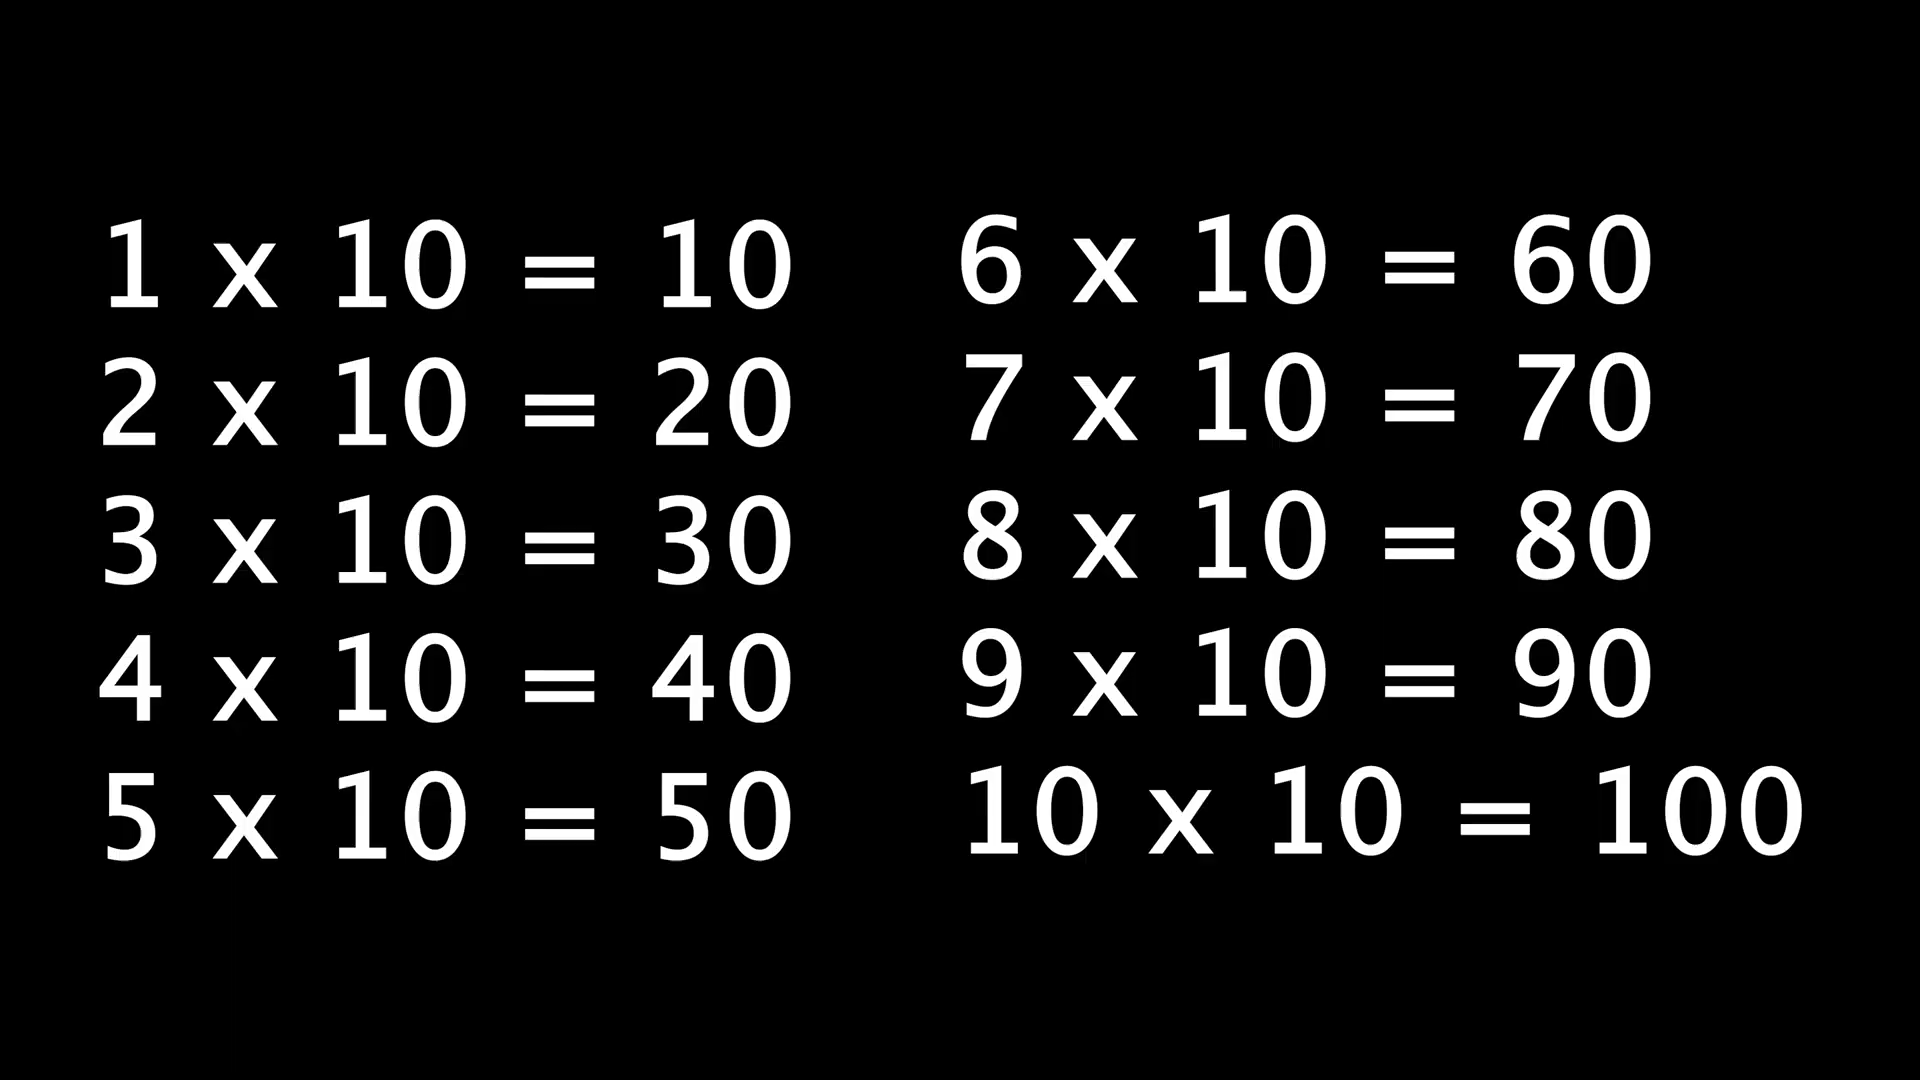 1 x 10 = 10
2 x 10 = 20
3 x 10 = 30
4 x 10 = 40
5 x 10 = 50
6 x 10 = 60
7 x 10 = 70
8 x 10 = 80
9 x 10 = 90
10 x 10 = 100